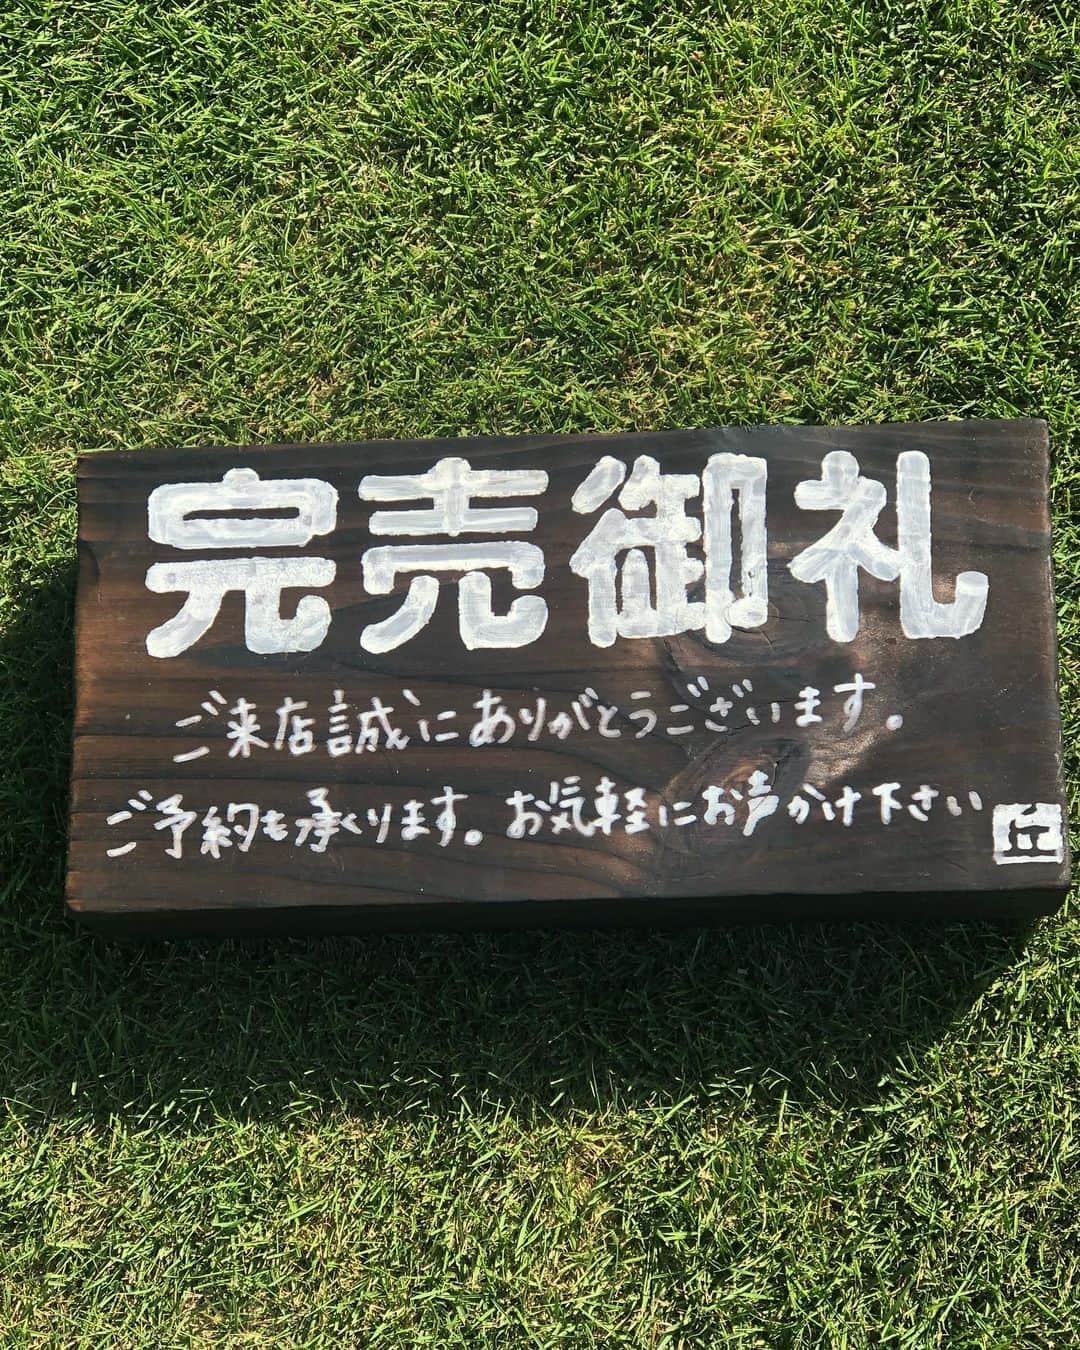 完売御礼
ご来店誠にありがとうございます。
ご予約も承くります。お気軽にお声かけ下さい